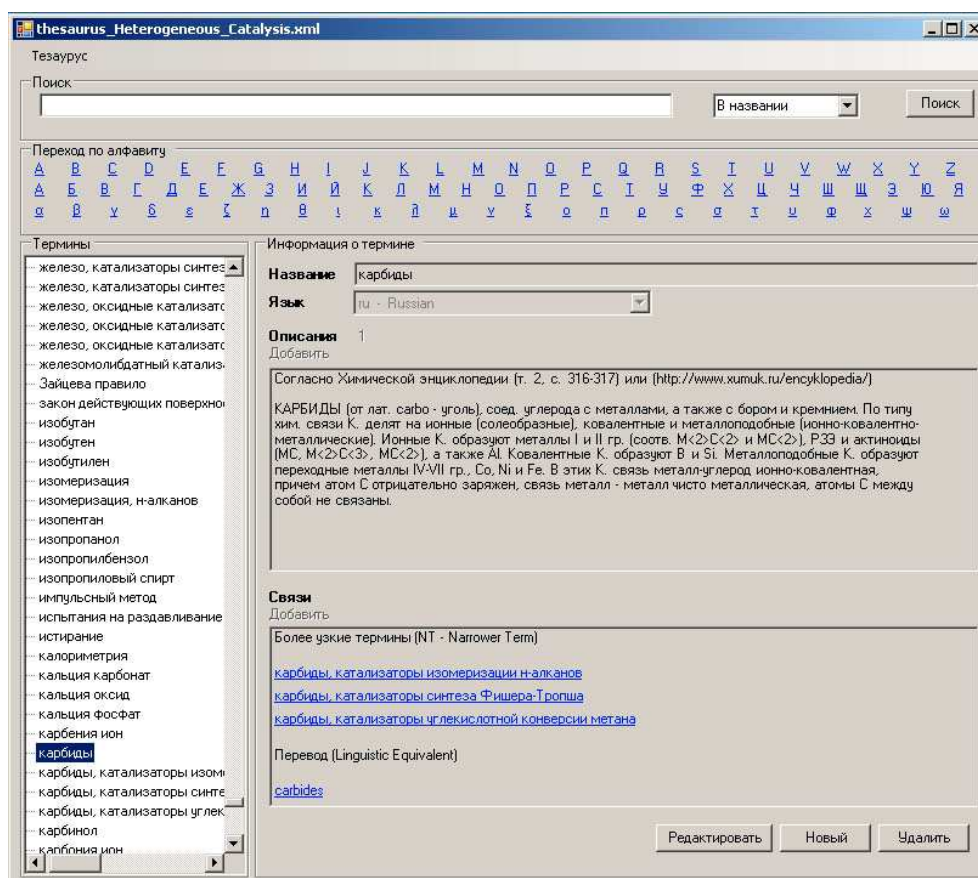 thesaurus_Heterogeneous_Catalysis.xml
Тезаурус
Поиск
В названии
Поиск
Переход по алфавиту
A B C D E F G H I J K L M N O P Q R S T U V W X Y Z
А Б В Г Д Е Ж З И Й К Л М Н О П Р С Т У Ф Х Ц Ч Ш Щ Э Ю Я
α β γ δ ε ζ η θ ι κ λ μ ν ξ ο π ρ ς σ τ υ φ χ ψ ω
Термины
железо, катализаторы синтез
железо, катализаторы синтез
железо, оксидные катализатс
железо, оксидные катализатс
железо, оксидные катализатс
железомолибдатный катализ
Зайцева правило
закон действующих поверхно
изобутан
изобутен
изобутилен
изомеризация
изомеризация, н-алканов
изопентан
изопропанол
изопропилбензол
изопропиловый спирт
импульсный метод
испытания на раздавливание
истирание
калориметрия
кальция карбонат
кальция оксид
кальция фосфат
карбения ион
карбиды
карбиды, катализаторы изоми
карбиды, катализаторы синте
карбиды, катализаторы углек
карбинол
карбония ион
Информация о термине
Название карбиды
Язык ru - Russian
Описания 1
Добавить
Согласно Химической энциклопедии (т. 2, с. 316-317) или (http://www.xumuk.ru/encyklopedia/)
КАРБИДЫ (от лат. carbo - уголь), соед. углерода с металлами, а также с бором и кремнием. По типу
хим. связи К. делят на ионные (солеобразные), ковалентные и металлоподобные (ионно-ковалентно-
металлические). Ионные К. образуют металлы I и II гр. (соотв. M<2>C<2> и MC<2>), РЗЭ и актиноиды
(MC, M<2>C<3>, MC<2>), а также Al. Ковалентные К. образуют B и Si. Металлоподобные К. образуют
переходные металлы IV-VII гр., Co, Ni и Fe. В этих К. связь металл-углерод ионно-ковалентная,
причем атом С отрицательно заряжен, связь металл - металл чисто металлическая, атомы С между
собой не связаны.
Связи
Добавить
Более узкие термины (NT - Narrower Term)
карбиды, катализаторы изомеризации н-алканов
карбиды, катализаторы синтеза Фишера-Тропша
карбиды, катализаторы углекислотной конверсии метана
Перевод (Linguistic Equivalent)
carbides
Редактировать Новый Удалить